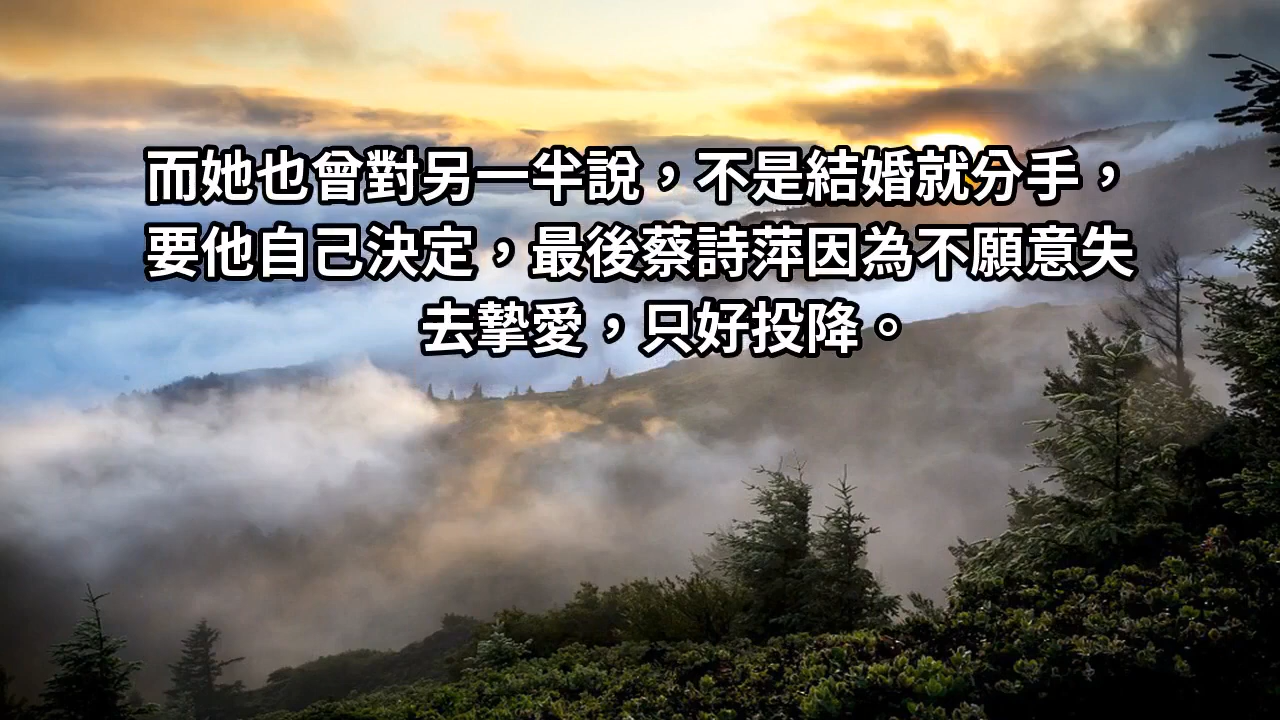 而她也曾對另一半說，不是結婚就分手，
要他自己決定，最後蔡詩萍因為不願意失
去摯愛，只好投降。